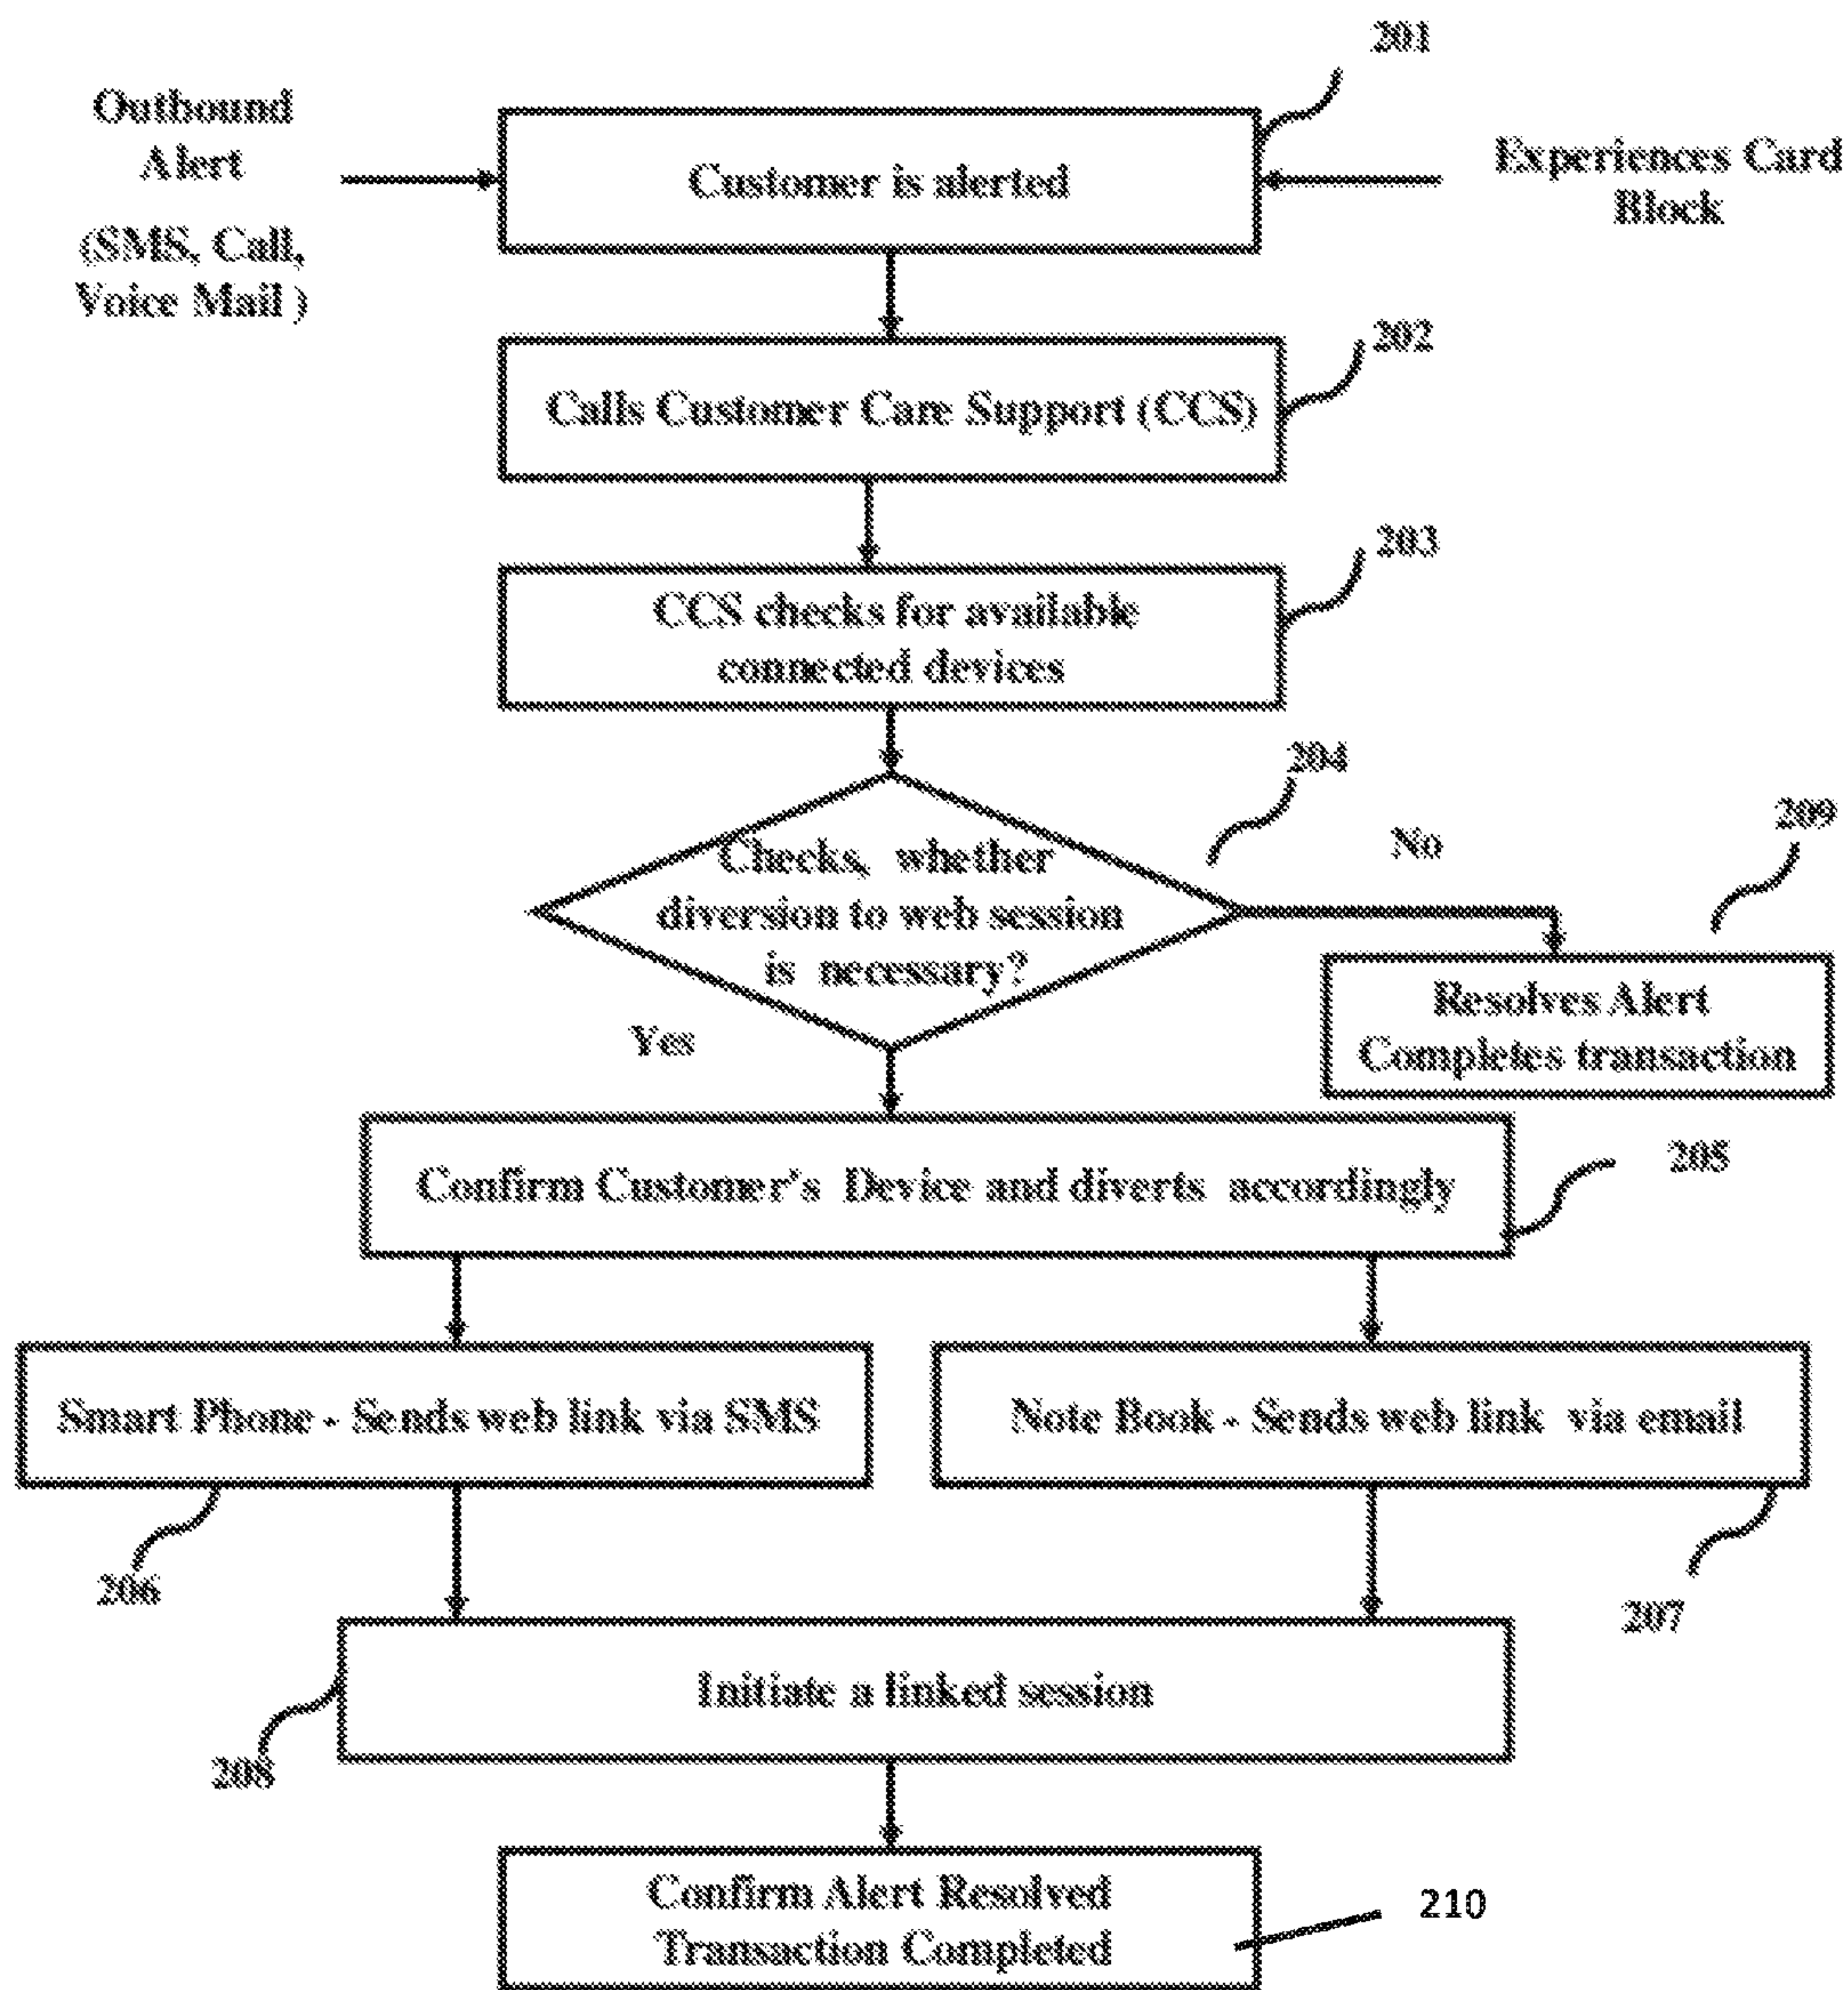 201
Outbound
Alert
(SMS, Call,
Voice Mail )
Customer is alerted
Experiences Card
Block
202
Calls Customer Care Support (CCS)
203
CCS checks for available
connected devices
204
Checks, whether
diversion to web session
is necessary?
No
209
Resolves Alert
Completes transaction
Yes
Confirm Customer's Device and diverts accordingly
205
Smart Phone - Sends web link via SMS
Note Book - Sends web link via email
206
207
Initiate a linked session
208
Confirm Alert Resolved
Transaction Completed
210